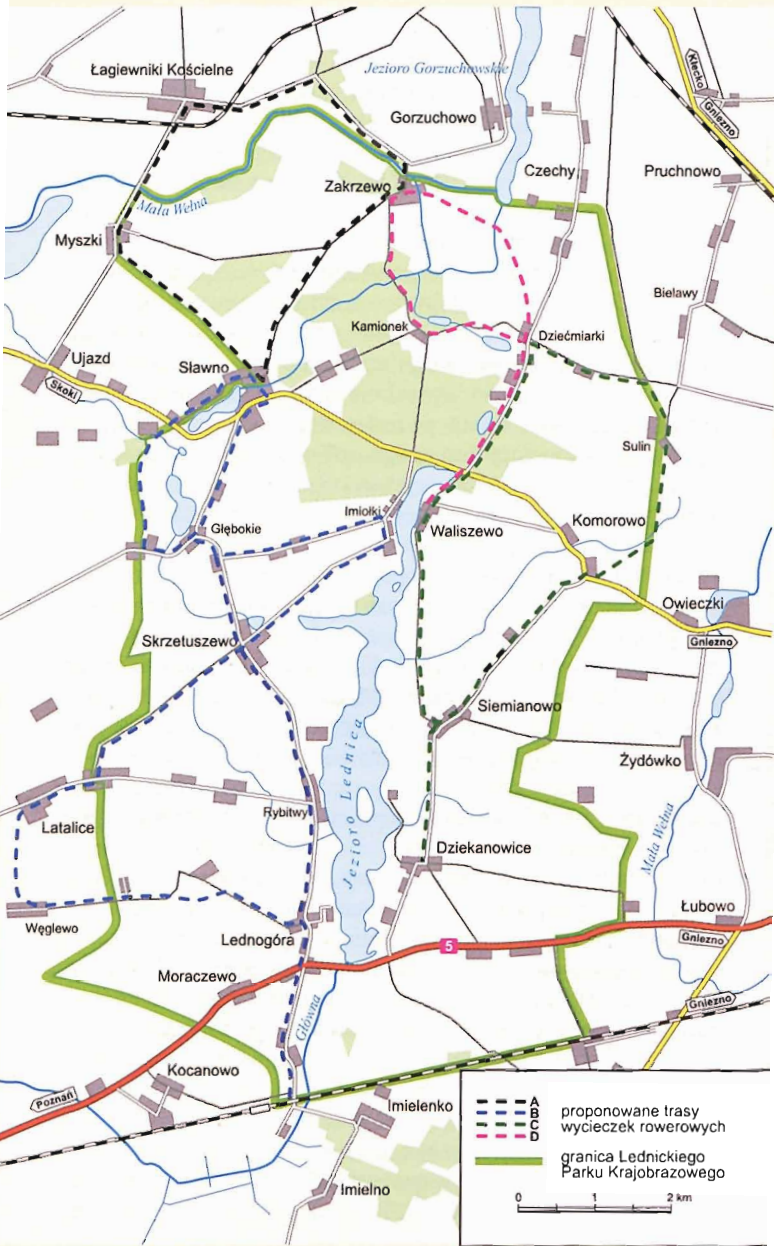 Łagiewniki Kościelne
Jezioro Gorzuchowskie
Kłecko
Gniezno
Gorzuchowo
Czechy
Pruchnowo
Zakrzewo
Mała Wełna
Myszki
Bielawy
Kamionek
Dziećmiarki
Ujazd
Sławno
Skoki
Sulin
Imiołki
Głębokie
Waliszewo
Komorowo
Owieczki
Gniezno
Skrzetuszewo
Siemianowo
Jezioro Lednica
Żydówko
Rybitwy
Latalice
Dziekanowice
Mała Wełna
Węglewo
Łubowo
Lednogóra
5
Gniezno
Moraczewo
Główna
Gniezno
Kocanowo
Poznań
Imielenko
Imielno
A
B
C
D
proponowane trasy
wycieczek rowerowych
granica Lednickiego
Parku Krajobrazowego
0 1 2 km